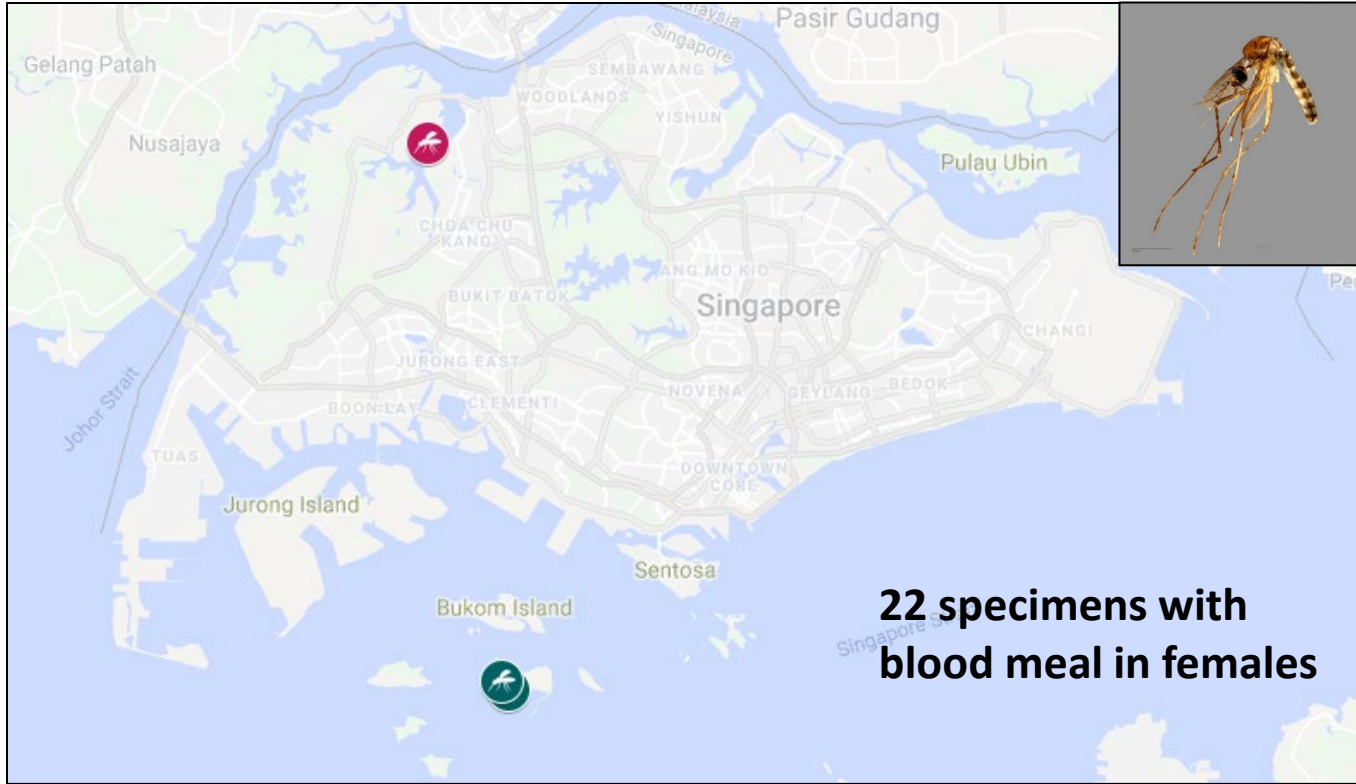 Malaysia
Singapore
Pasir Gudang
Gelang Patah
SEMBAWANG
WOODLANDS
YISHUN
Nusajaya
Pulau Ubin
CHOA CHU
KANG
ANG MO KIO
BUKIT BATOK
Singapore
CHANGI
JURONG EAST
NOVENA
GEYLANG
BEDOK
BOON LAY
CLEMENTI
Johor Strait
TUAS
DOWNTOWN
CORE
Jurong Island
Sentosa
Bukom Island
22 specimens with
Singapore
blood meal in females